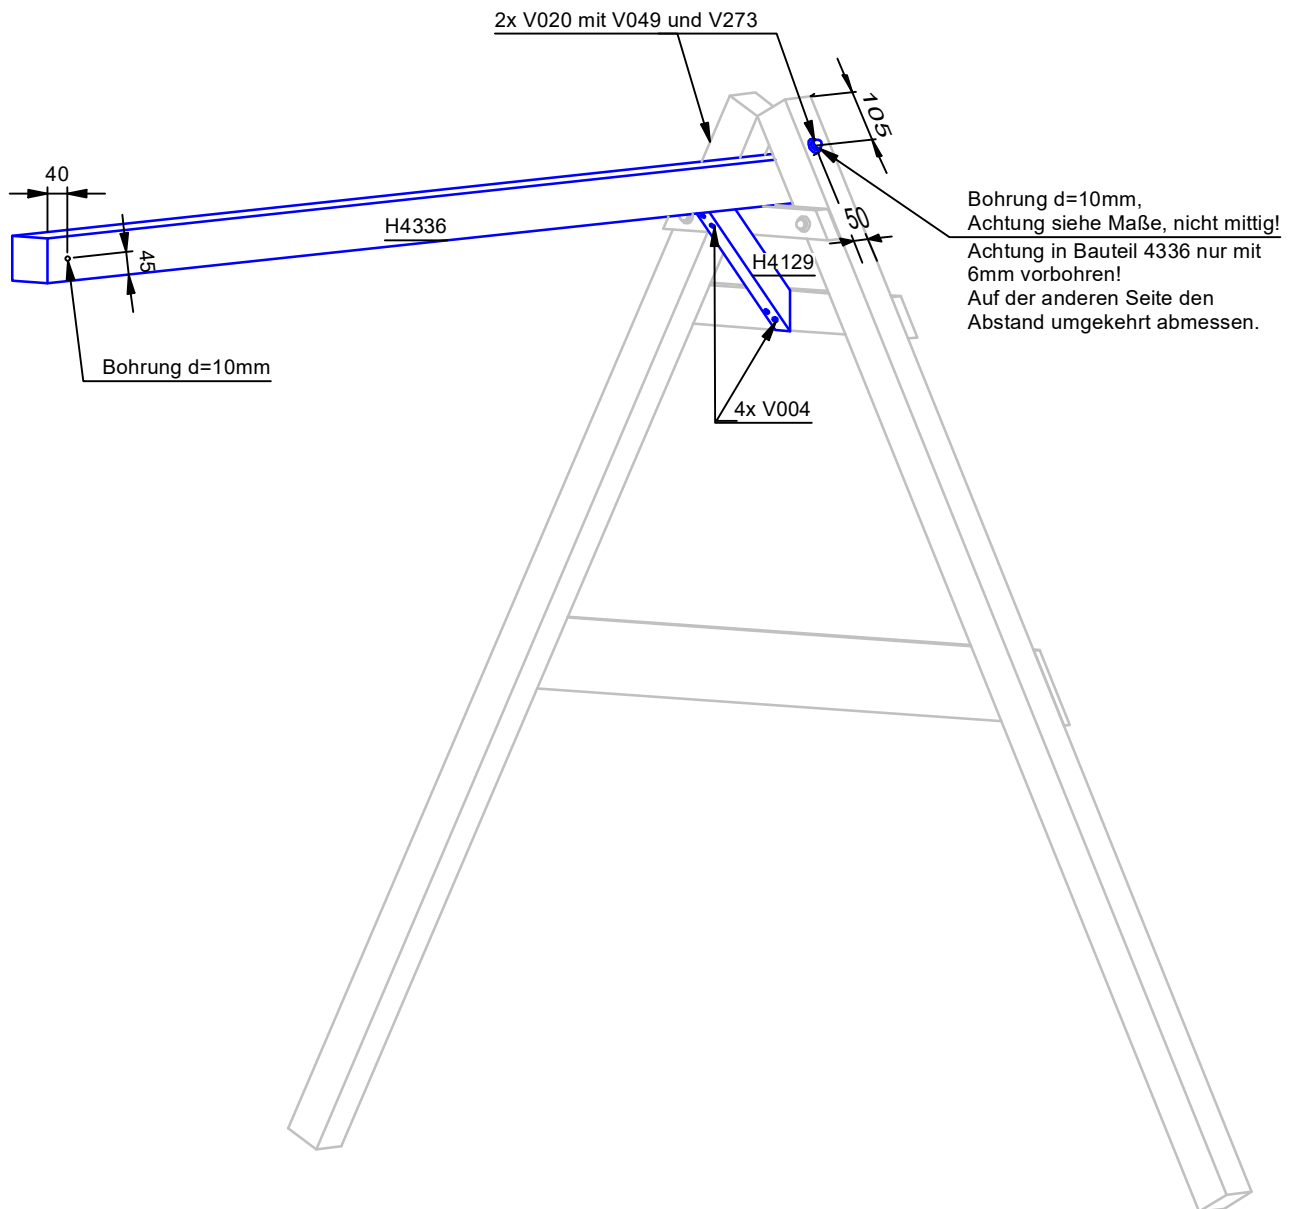 2x V020 mit V049 und V273
105
40
Bohrung d=10mm,
Achtung siehe Maße, nicht mittig!
50
H4336
45
H4129
Achtung in Bauteil 4336 nur mit
6mm vorbohren!
Auf der anderen Seite den
Abstand umgekehrt abmessen.
Bohrung d=10mm
4x V004